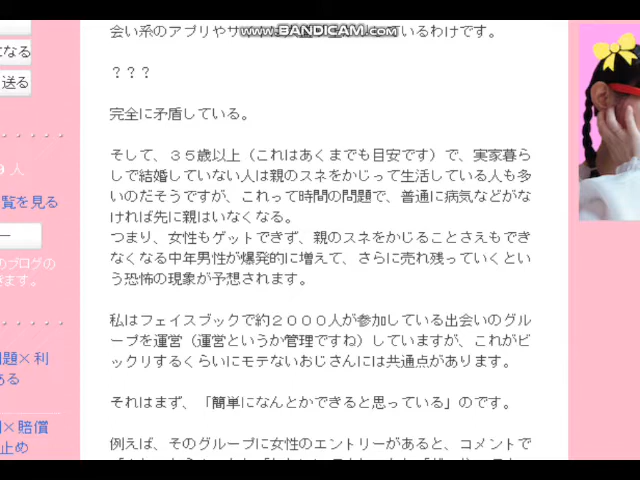 会い系のアプリやサ
www.BANDICAM.com
ているわけです。
になる
？？？
送る
完全に矛盾している。
そして、３５歳以上（これはあくまでも目安です）で、実家暮ら
しで結婚していない人は親のスネをかじって生活している人も多
いのだそうですが、これって時間の問題で、普通に病気などがな
ければ先に親はいなくなる。
つまり、女性もゲットできず、親のスネをかじることさえもでき
なくなる中年男性が爆発的に増えて、さらに売れ残っていくとい
う恐怖の現象が予想されます。
人
覧を見る
のブログの
きます。
私はフェイスブックで約２０００人が参加している出会いのグル
ープを運営（運営というか管理ですね）していますが、これがビ
ックリするくらいにモテないおじさんには共通点があります。
題×利
ある
それはまず、「簡単になんとかできると思っている」のです。
×賠償
止め
例えば、そのグループに女性のエントリーがあると、コメントで